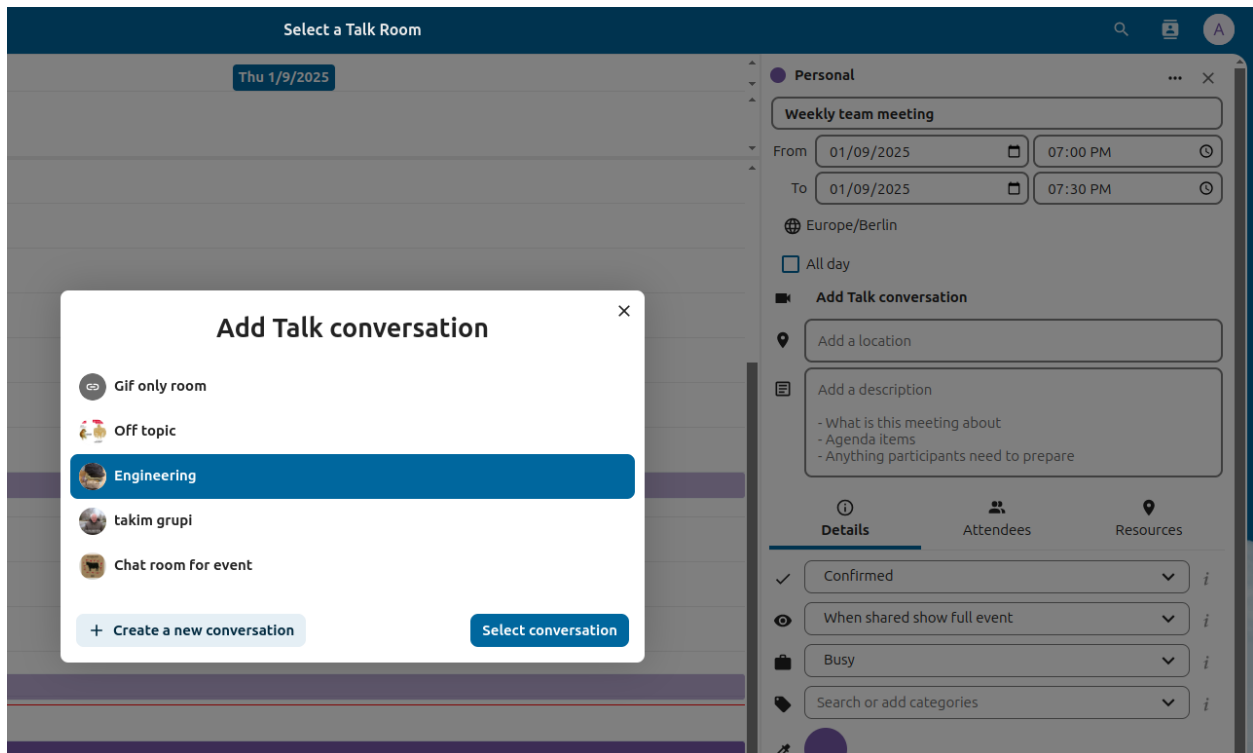 Select a Talk Room
A
Thu 1/9/2025
Personal
Weekly team meeting
From 01/09/2025 07:00 PM
To 01/09/2025 07:30 PM
Europe/Berlin
All day
Add Talk conversation
Add a location
Add a description
- What is this meeting about
- Agenda items
- Anything participants need to prepare
Details Attendees Resources
Confirmed i
When shared show full event i
Busy i
Search or add categories i
Add Talk conversation
Gif only room
Off topic
Engineering
takim grupi
Chat room for event
+ Create a new conversation Select conversation